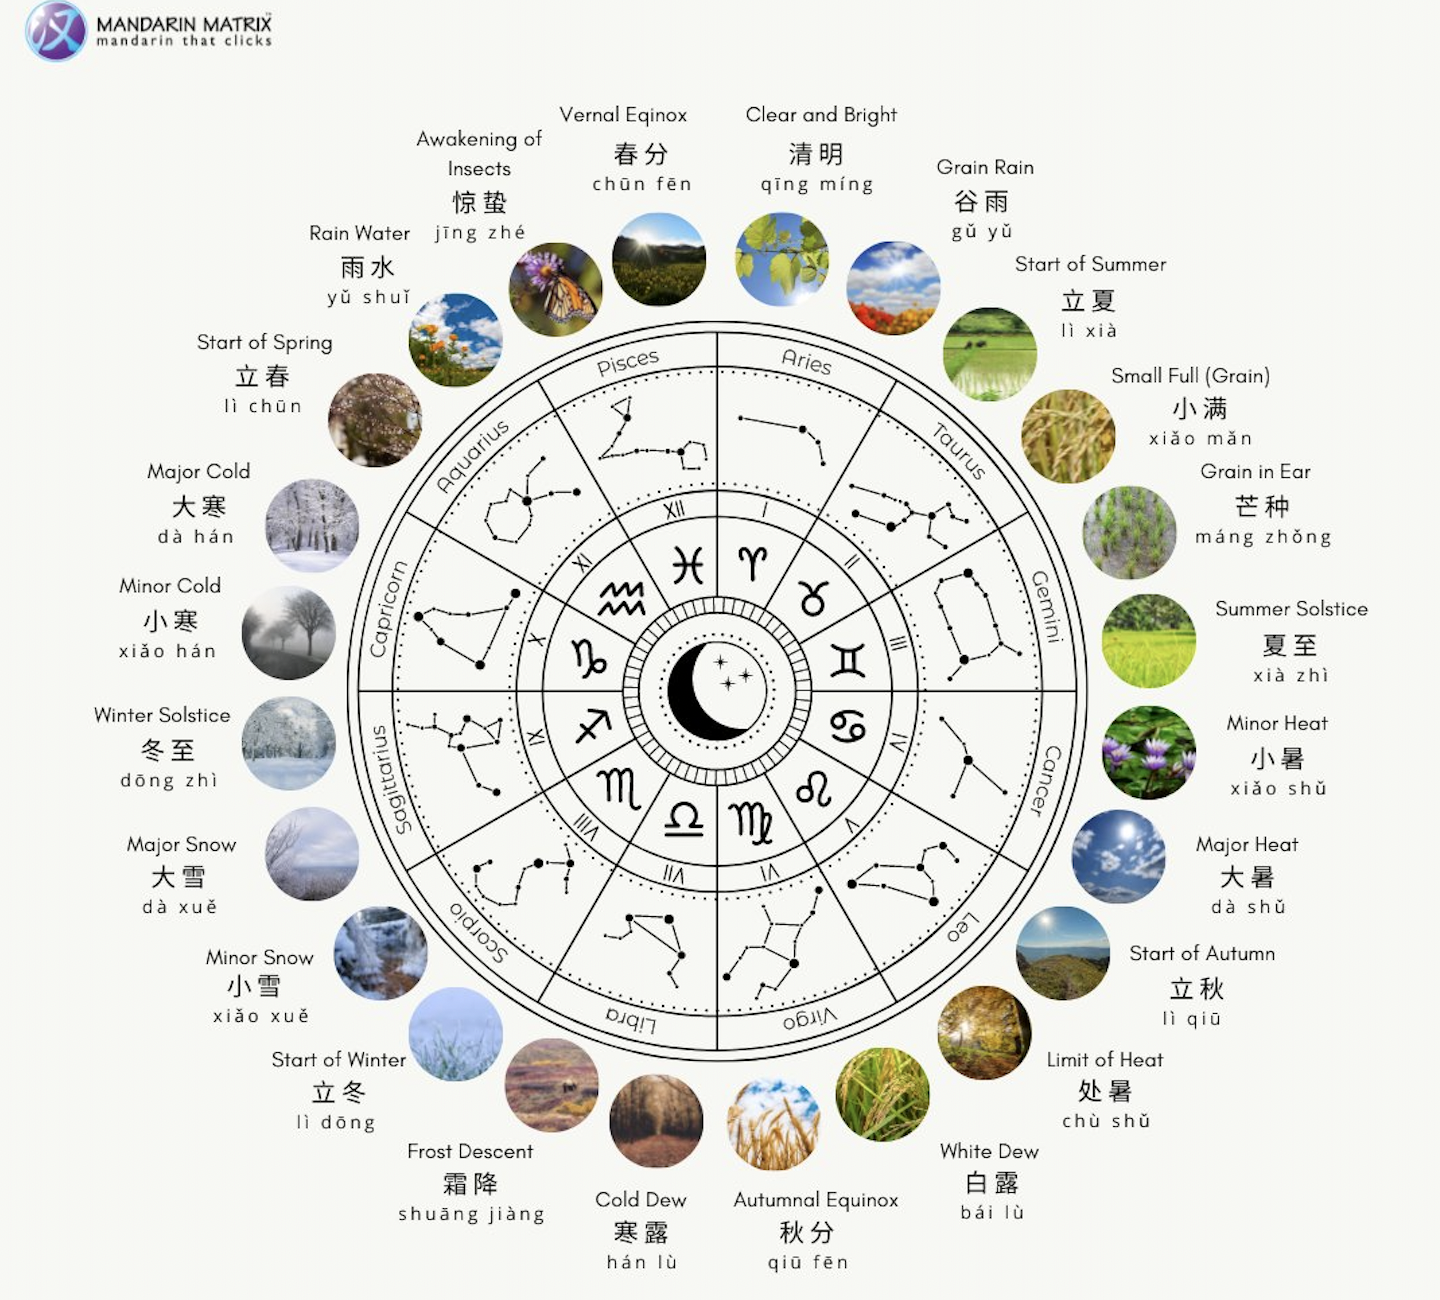 汉 MANDARIN MATRIX™
mandarin that clicks
Vernal Eqinox
春分
chūn fēn
Clear and Bright
清明
qīng míng
Grain Rain
谷雨
gǔ yǔ
Start of Summer
立夏
lì xià
Small Full (Grain)
小满
xiǎo mǎn
Grain in Ear
芒种
máng zhǒng
Summer Solstice
夏至
xià zhì
Minor Heat
小暑
xiǎo shǔ
Major Heat
大暑
dà shǔ
Start of Autumn
立秋
lì qiū
Limit of Heat
处暑
chù shǔ
White Dew
白露
bái lù
Autumnal Equinox
秋分
qiū fēn
Cold Dew
寒露
hán lù
Frost Descent
霜降
shuāng jiàng
Start of Winter
立冬
lì dōng
Minor Snow
小雪
xiǎo xuě
Major Snow
大雪
dà xuě
Winter Solstice
冬至
dōng zhì
Minor Cold
小寒
xiǎo hán
Major Cold
大寒
dà hán
Start of Spring
立春
lì chūn
Rain Water
雨水
yǔ shuǐ
Awakening of
Insects
惊蛰
jīng zhé
Aries
Taurus
Gemini
Cancer
Leo
Virgo
Libra
Scorpio
Sagittarius
Capricorn
Aquarius
Pisces
I
II
III
IV
V
VI
VII
VIII
IX
X
XI
XII
♈
♉
♊
♋
♌
♍
♎
♏
♐
♑
♒
♓